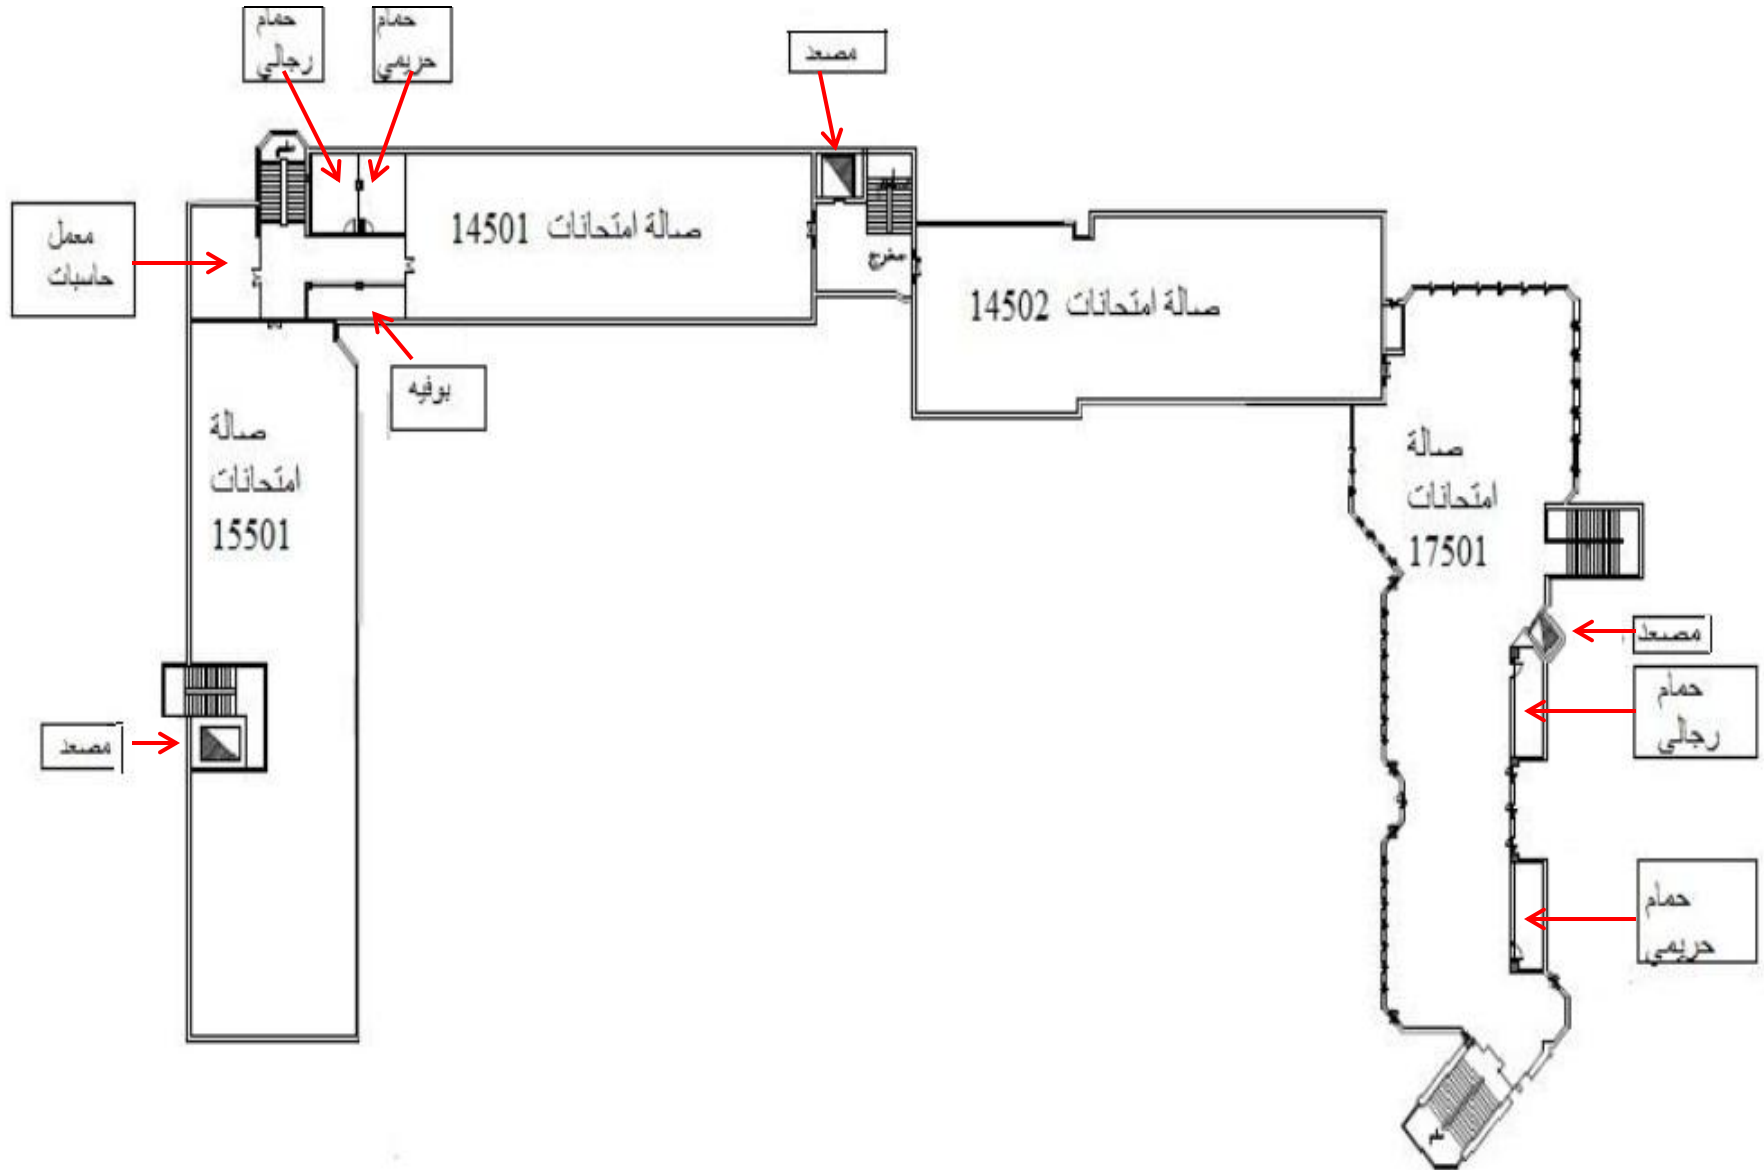 حمام
رجالي
حمام
حريمي
مصعد
معمل
حاسبات
صالة امتحانات 14501
مخرج
صالة امتحانات 14502
بوفيه
صالة
امتحانات
15501
صالة
امتحانات
17501
مصعد
حمام
رجالي
مصعد
حمام
حريمي